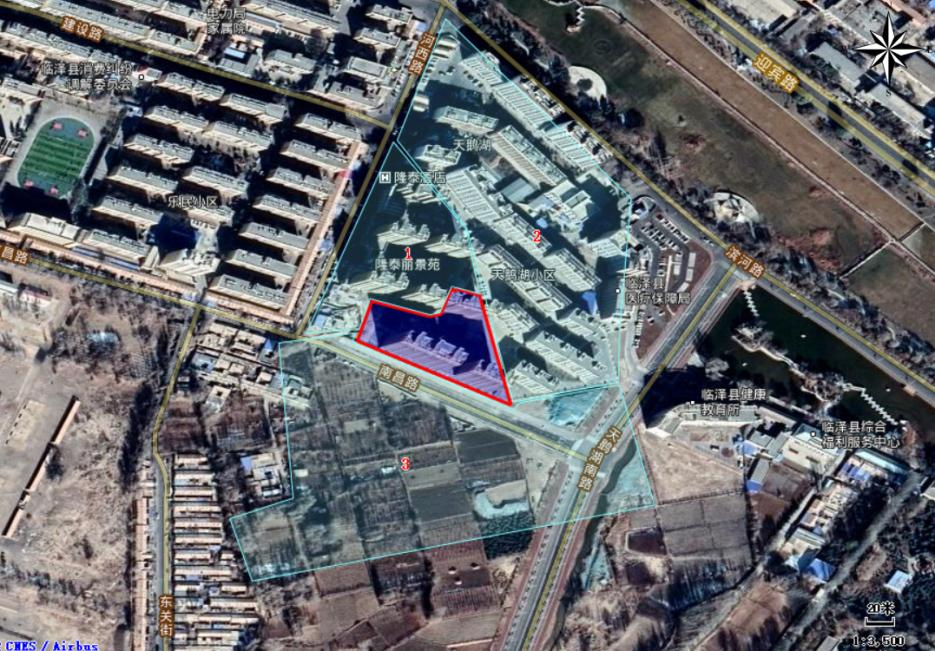 电力局
家属院
建设路
河西路
迎宾路
临泽县消费纠纷
调解委员会
天鹅湖
H 隆泰酒店
乐民小区
2
1
隆泰丽景苑
天鹅湖小区
昌路
滨河路
临泽县
医疗保障局
南昌路
临泽县健康
教育所
临泽县综合
福利服务中心
天鹅湖南路
3
东关街
20米
1:3,500
CNES / Airbus